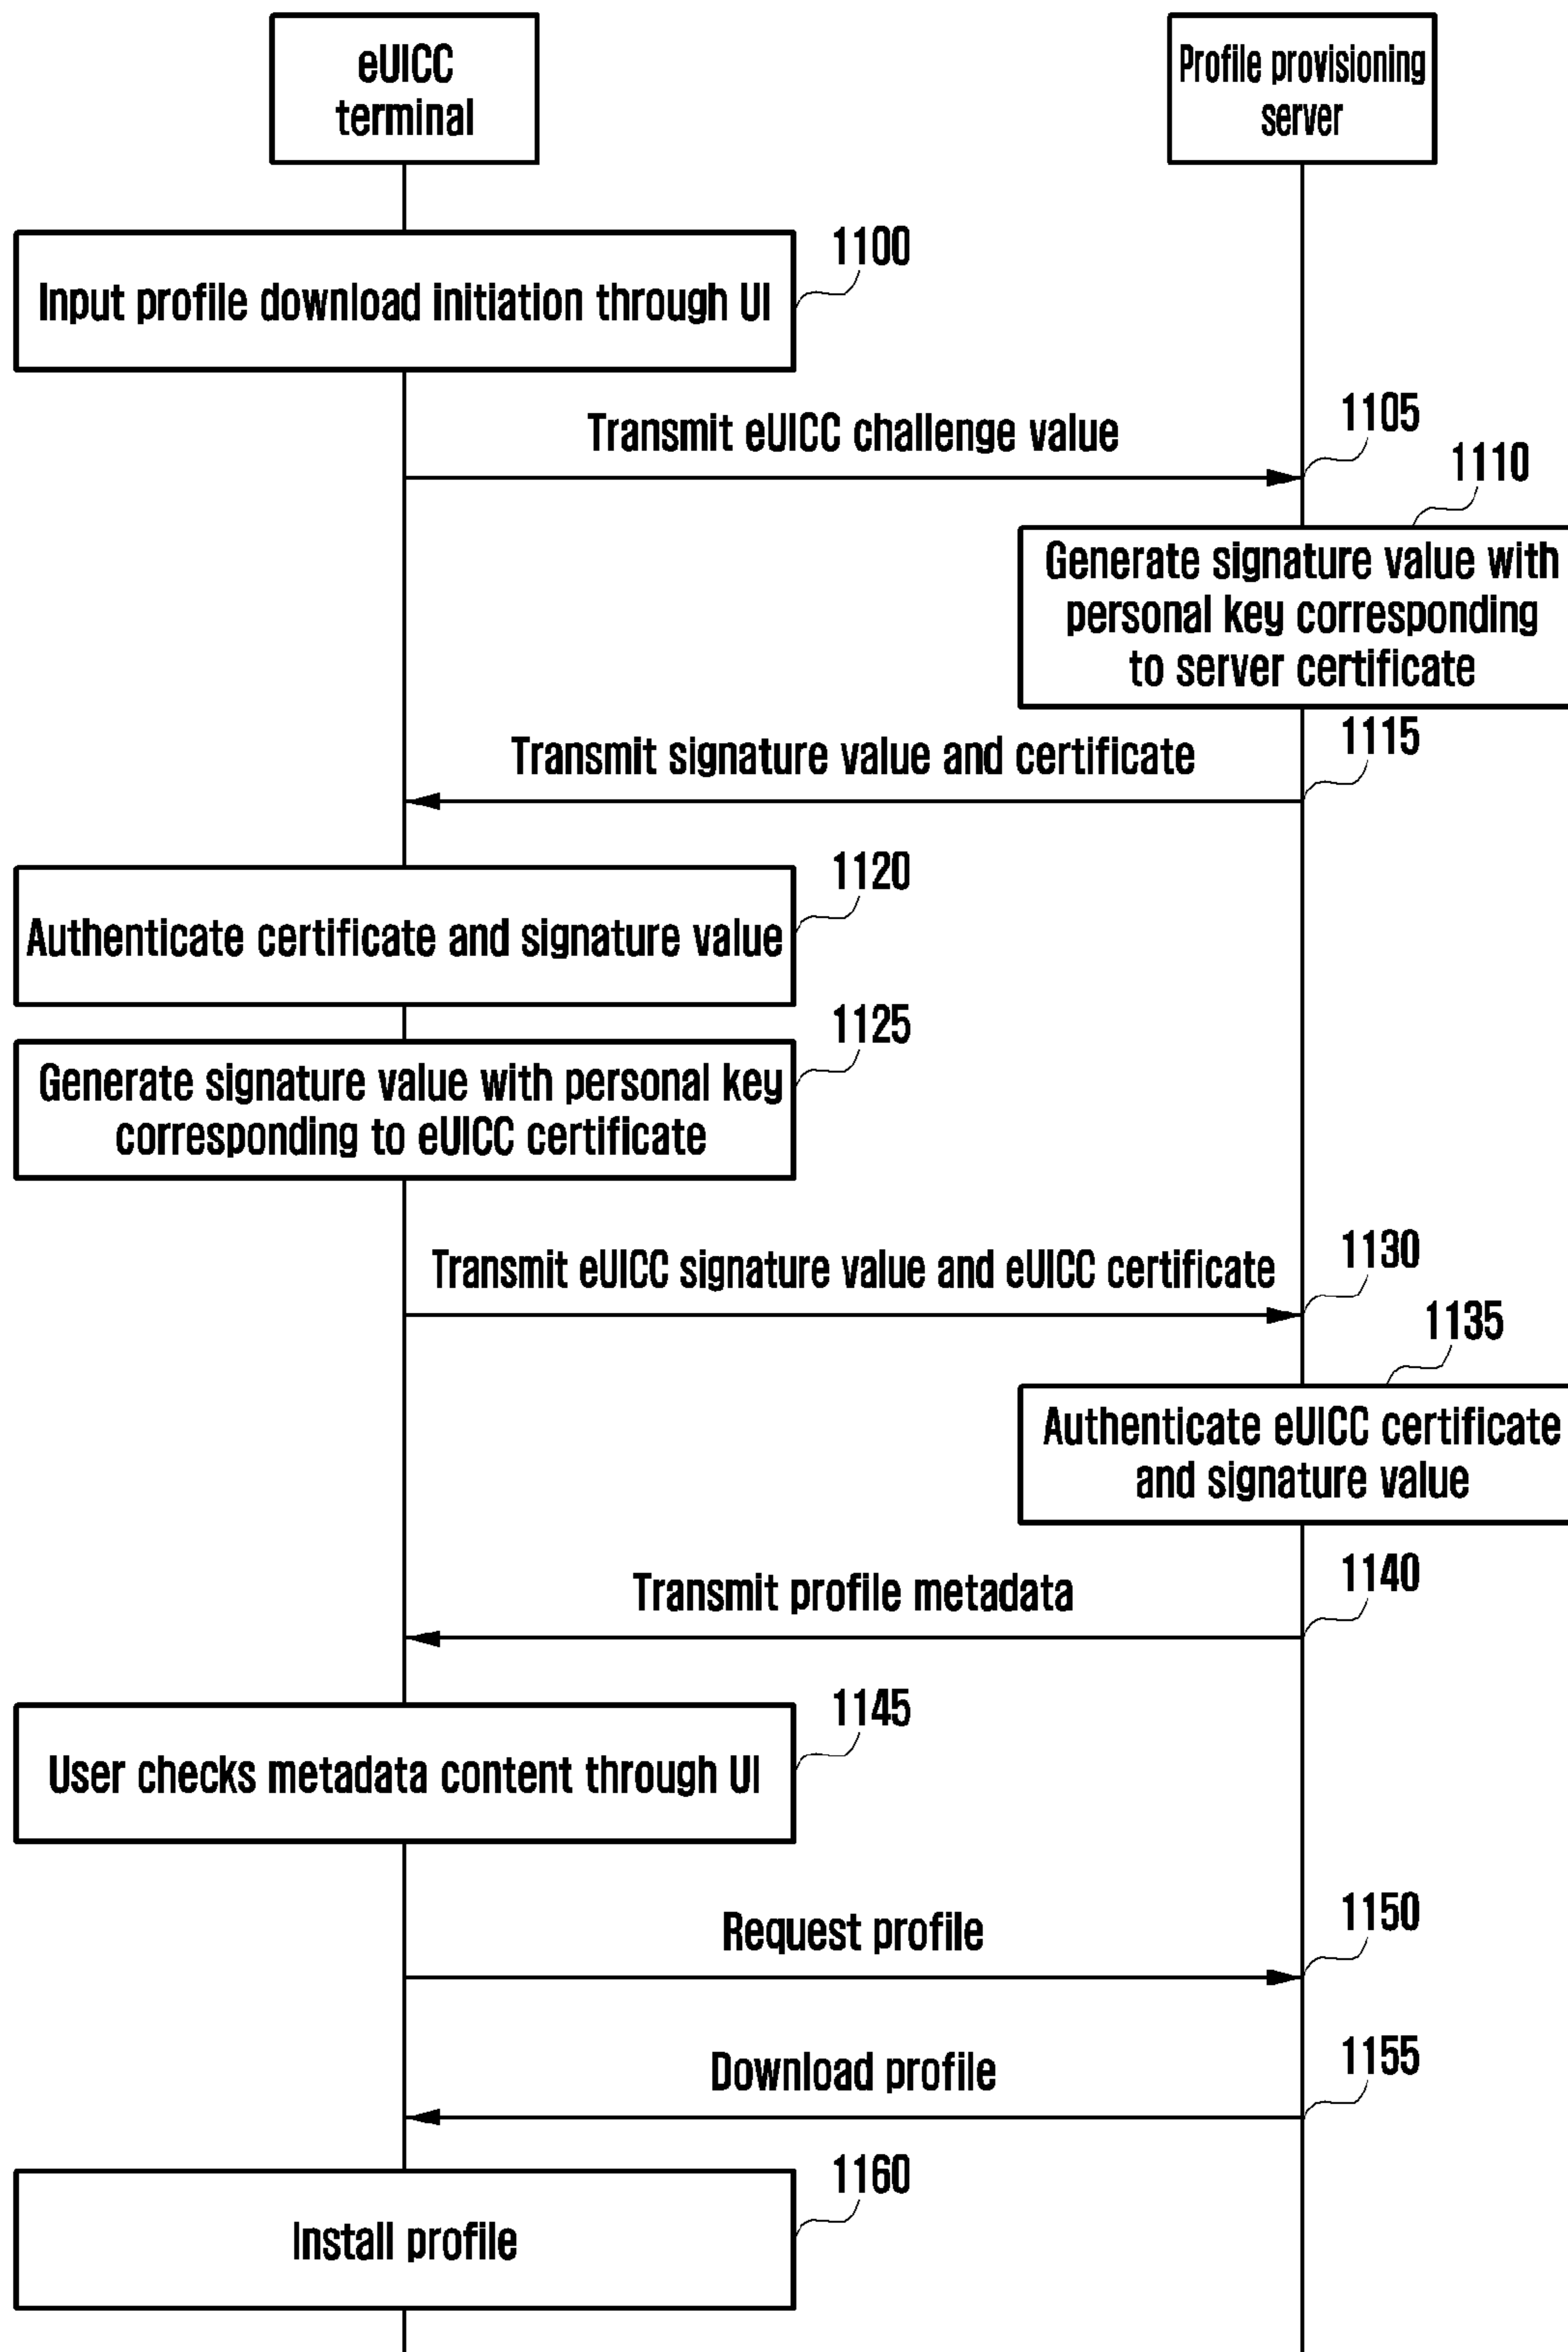 eUICC
terminal
Profile provisioning
server
1100
Input profile download initiation through UI
Transmit eUICC challenge value
1105
1110
Generate signature value with
personal key corresponding
to server certificate
1115
Transmit signature value and certificate
1120
Authenticate certificate and signature value
1125
Generate signature value with personal key
corresponding to eUICC certificate
1130
Transmit eUICC signature value and eUICC certificate
1135
Authenticate eUICC certificate
and signature value
1140
Transmit profile metadata
1145
User checks metadata content through UI
1150
Request profile
1155
Download profile
1160
Install profile